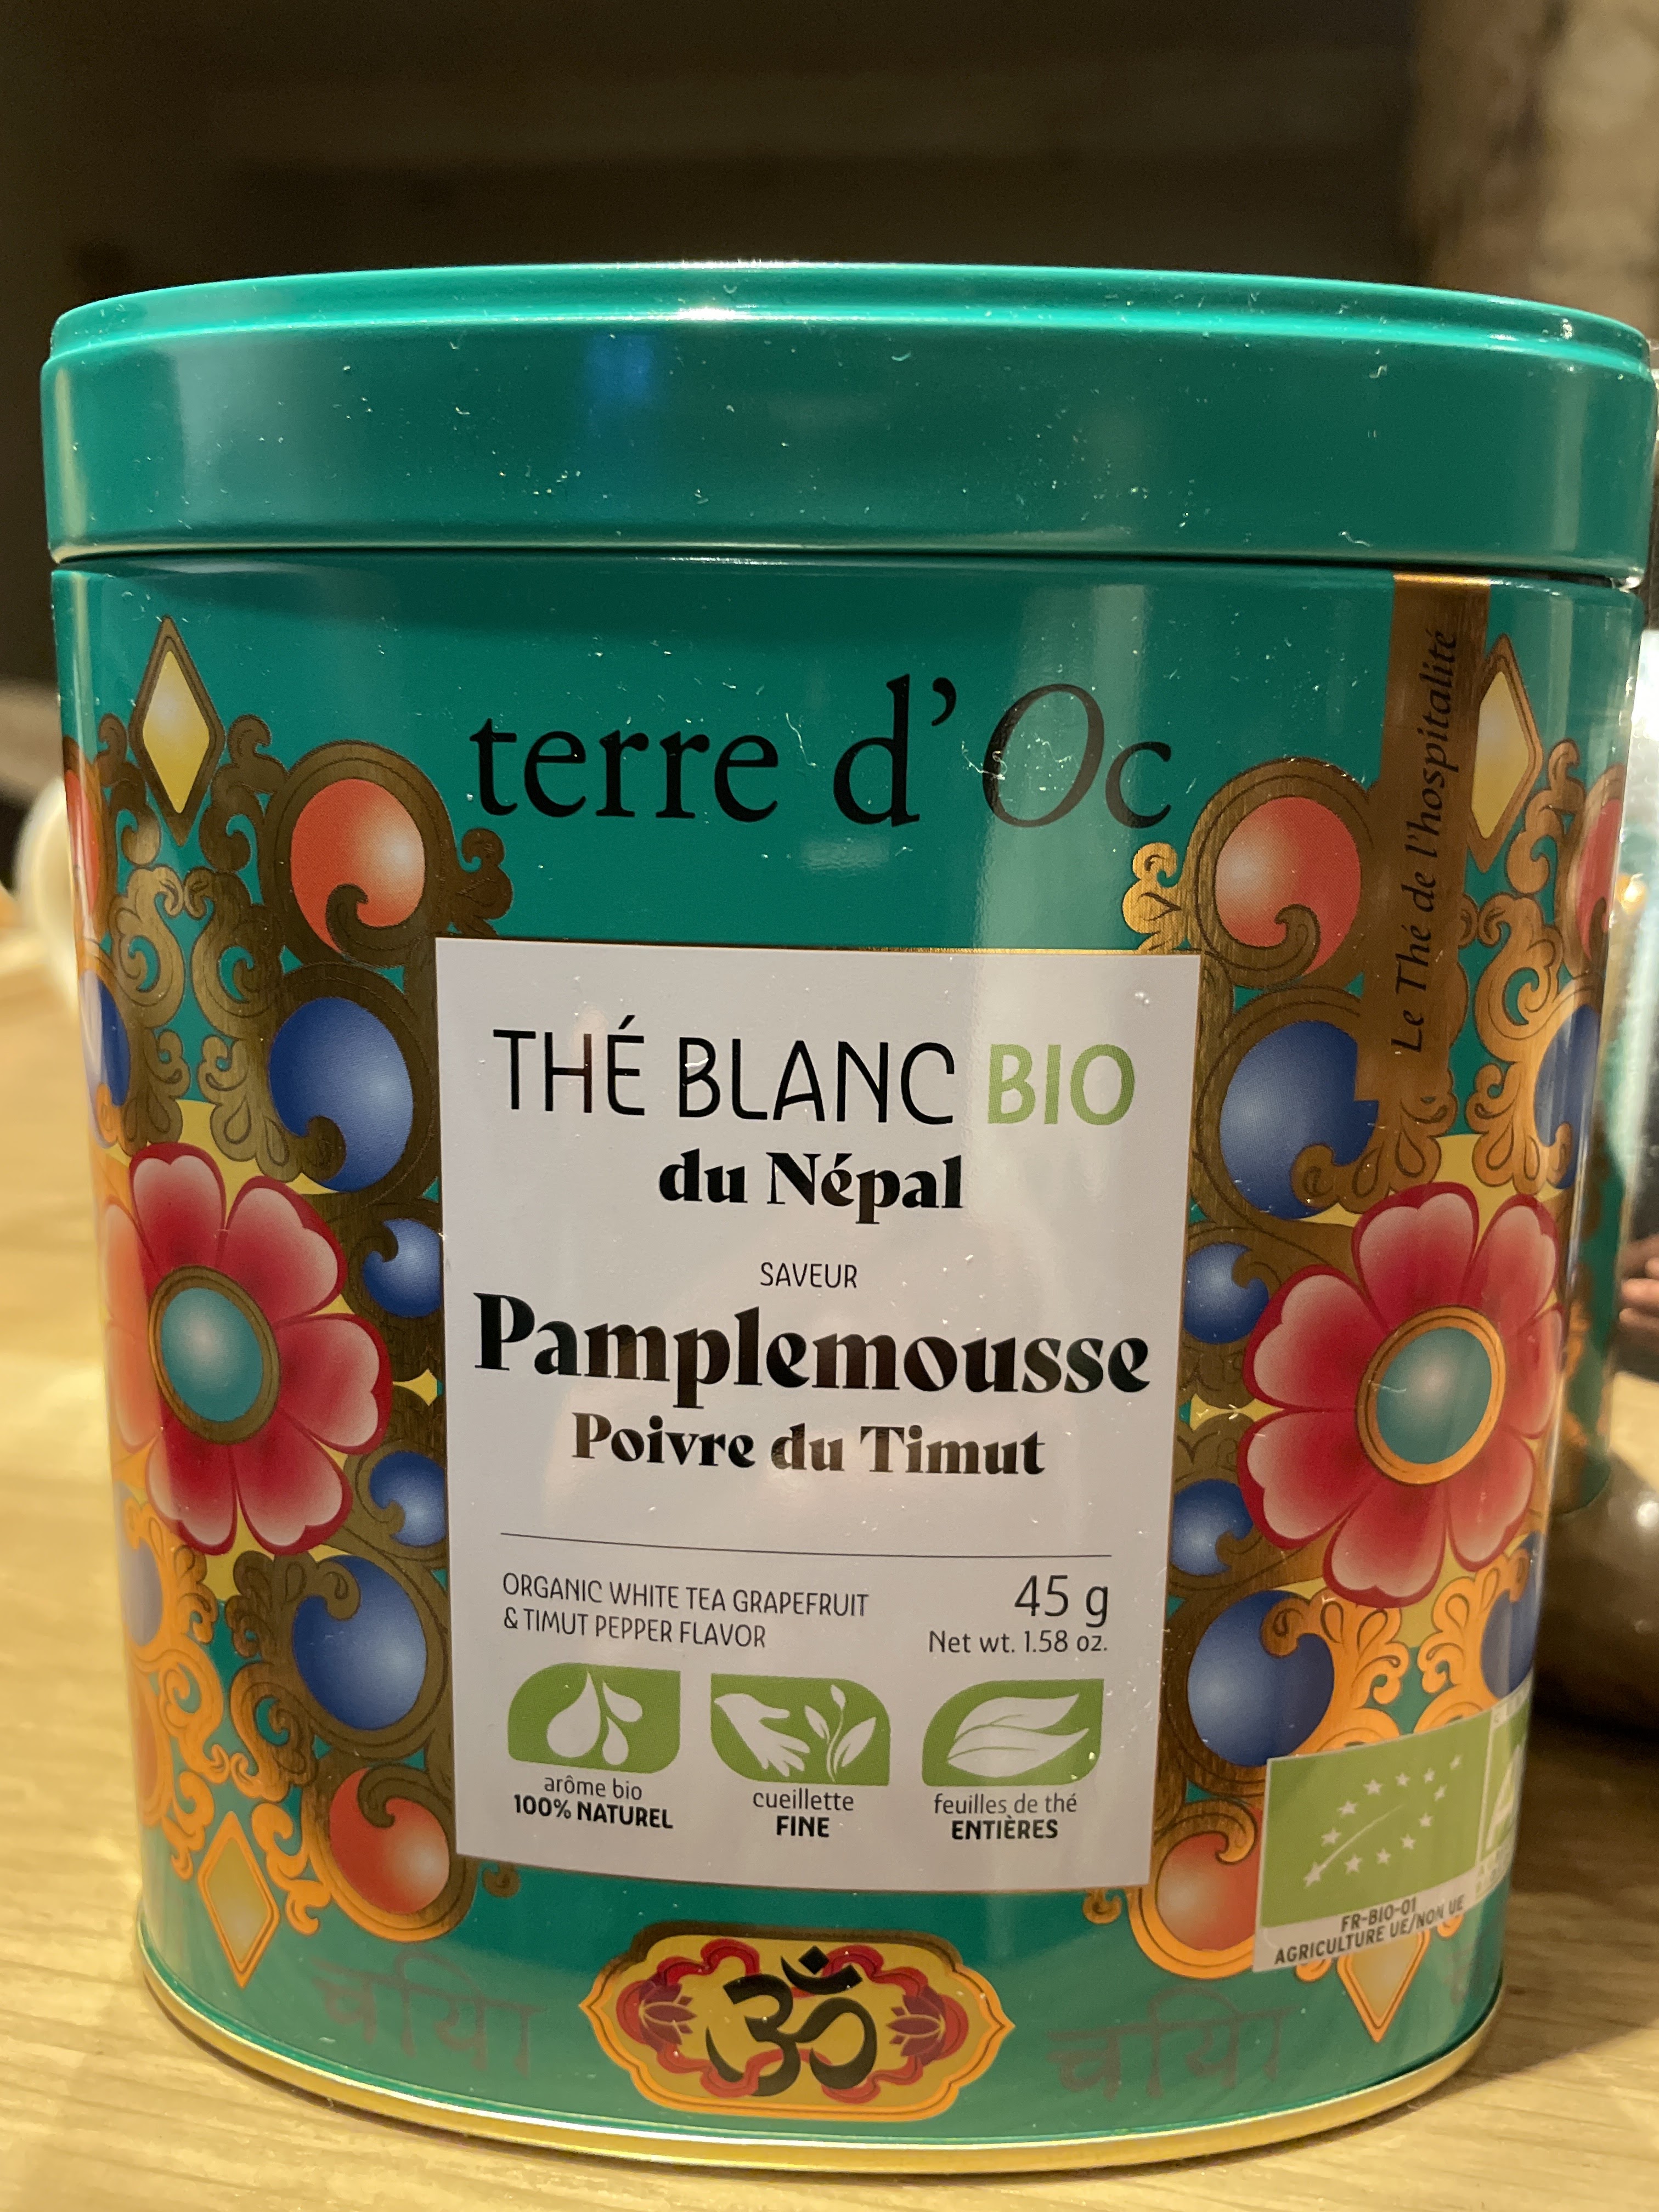 terre d'Oc
Le Thé de l'hospitalité
THÉ BLANC BIO
du Népal
SAVEUR
Pamplemousse
Poivre du Timut
ORGANIC WHITE TEA GRAPEFRUIT
& TIMUT PEPPER FLAVOR
45 g
Net wt. 1.58 oz.
arôme bio
100% NATUREL
cueillette
FINE
feuilles de thé
ENTIÈRES
FR-BIO-01
AGRICULTURE UE/NON UE
चिया
ॐ
चिया